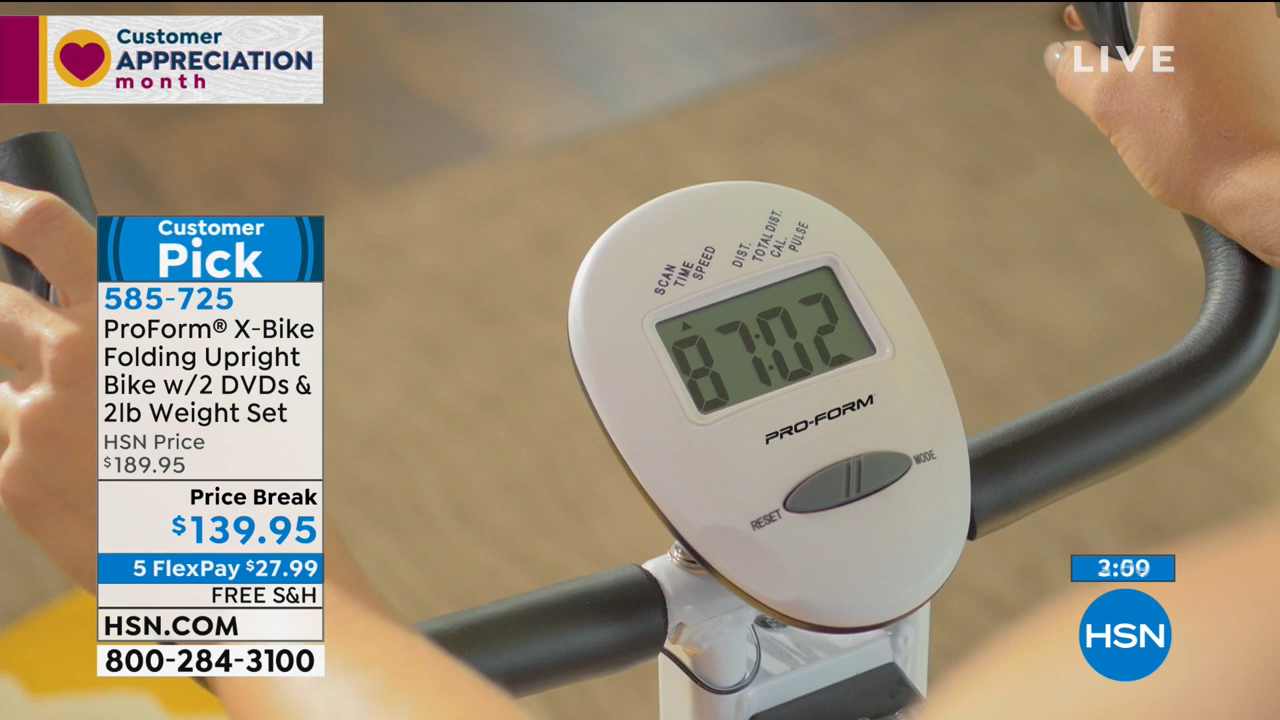 Customer
APPRECIATION
month
LIVE
Customer
Pick
585-725
ProForm® X-Bike
Folding Upright
Bike w/2 DVDs &
2lb Weight Set
HSN Price
$189.95
Price Break
$139.95
5 FlexPay $27.99
FREE S&H
HSN.COM
800-284-3100
SCAN
TIME
SPEED
DIST.
TOTAL DIST.
CAL.
PULSE
87:02
PRO-FORM
MODE
RESET
HSN